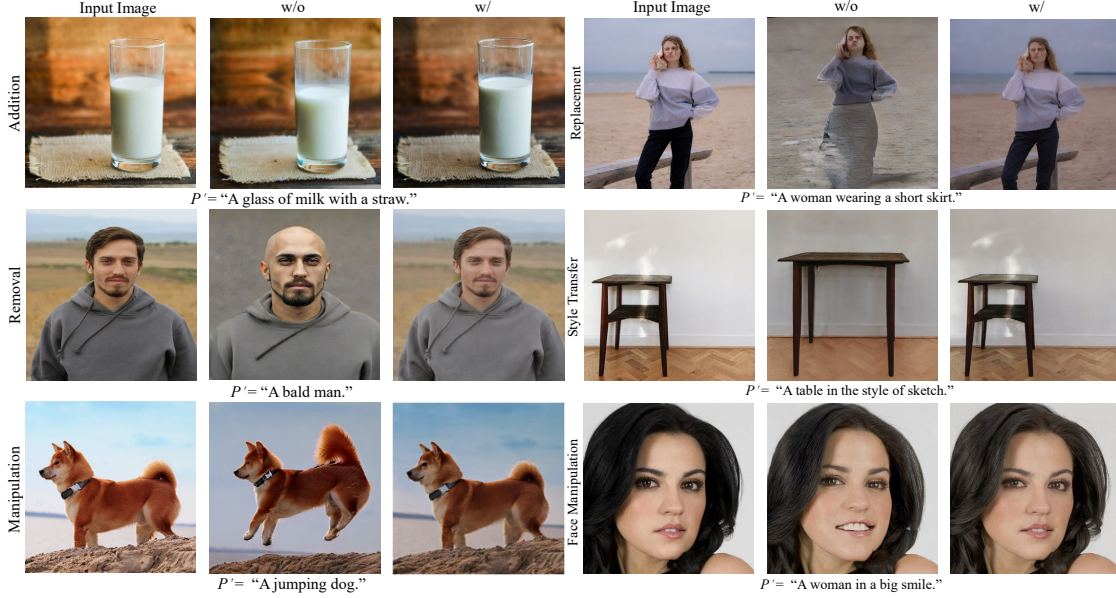 Input Image w/o w/ Input Image w/o w/
Addition
Replacement
P′= “A glass of milk with a straw.”
P′= “A woman wearing a short skirt.”
Removal
Style Transfer
P′= “A bald man.”
P′= “A table in the style of sketch.”
Manipulation
Face Manipulation
P′= “A jumping dog.”
P′= “A woman in a big smile.”